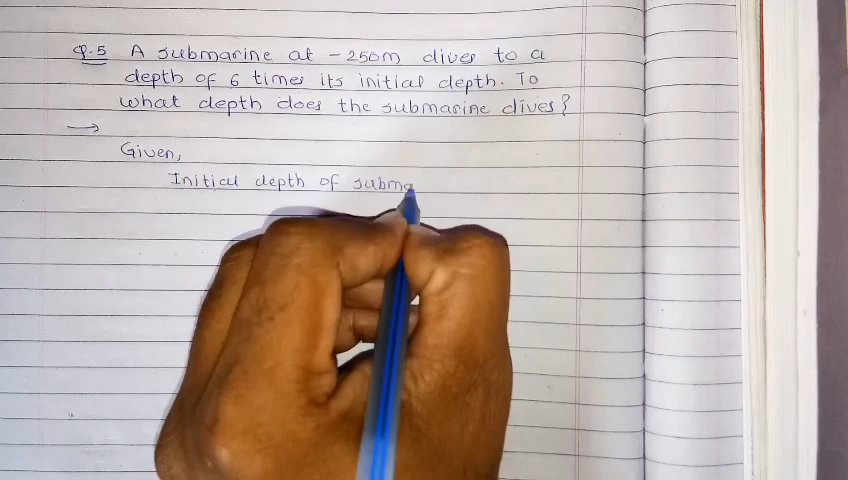 Q.5 A submarine at -250m dives to a
depth of 6 times its initial depth. To
what depth does the submarine dives?
→
Given,
Initial depth of subma